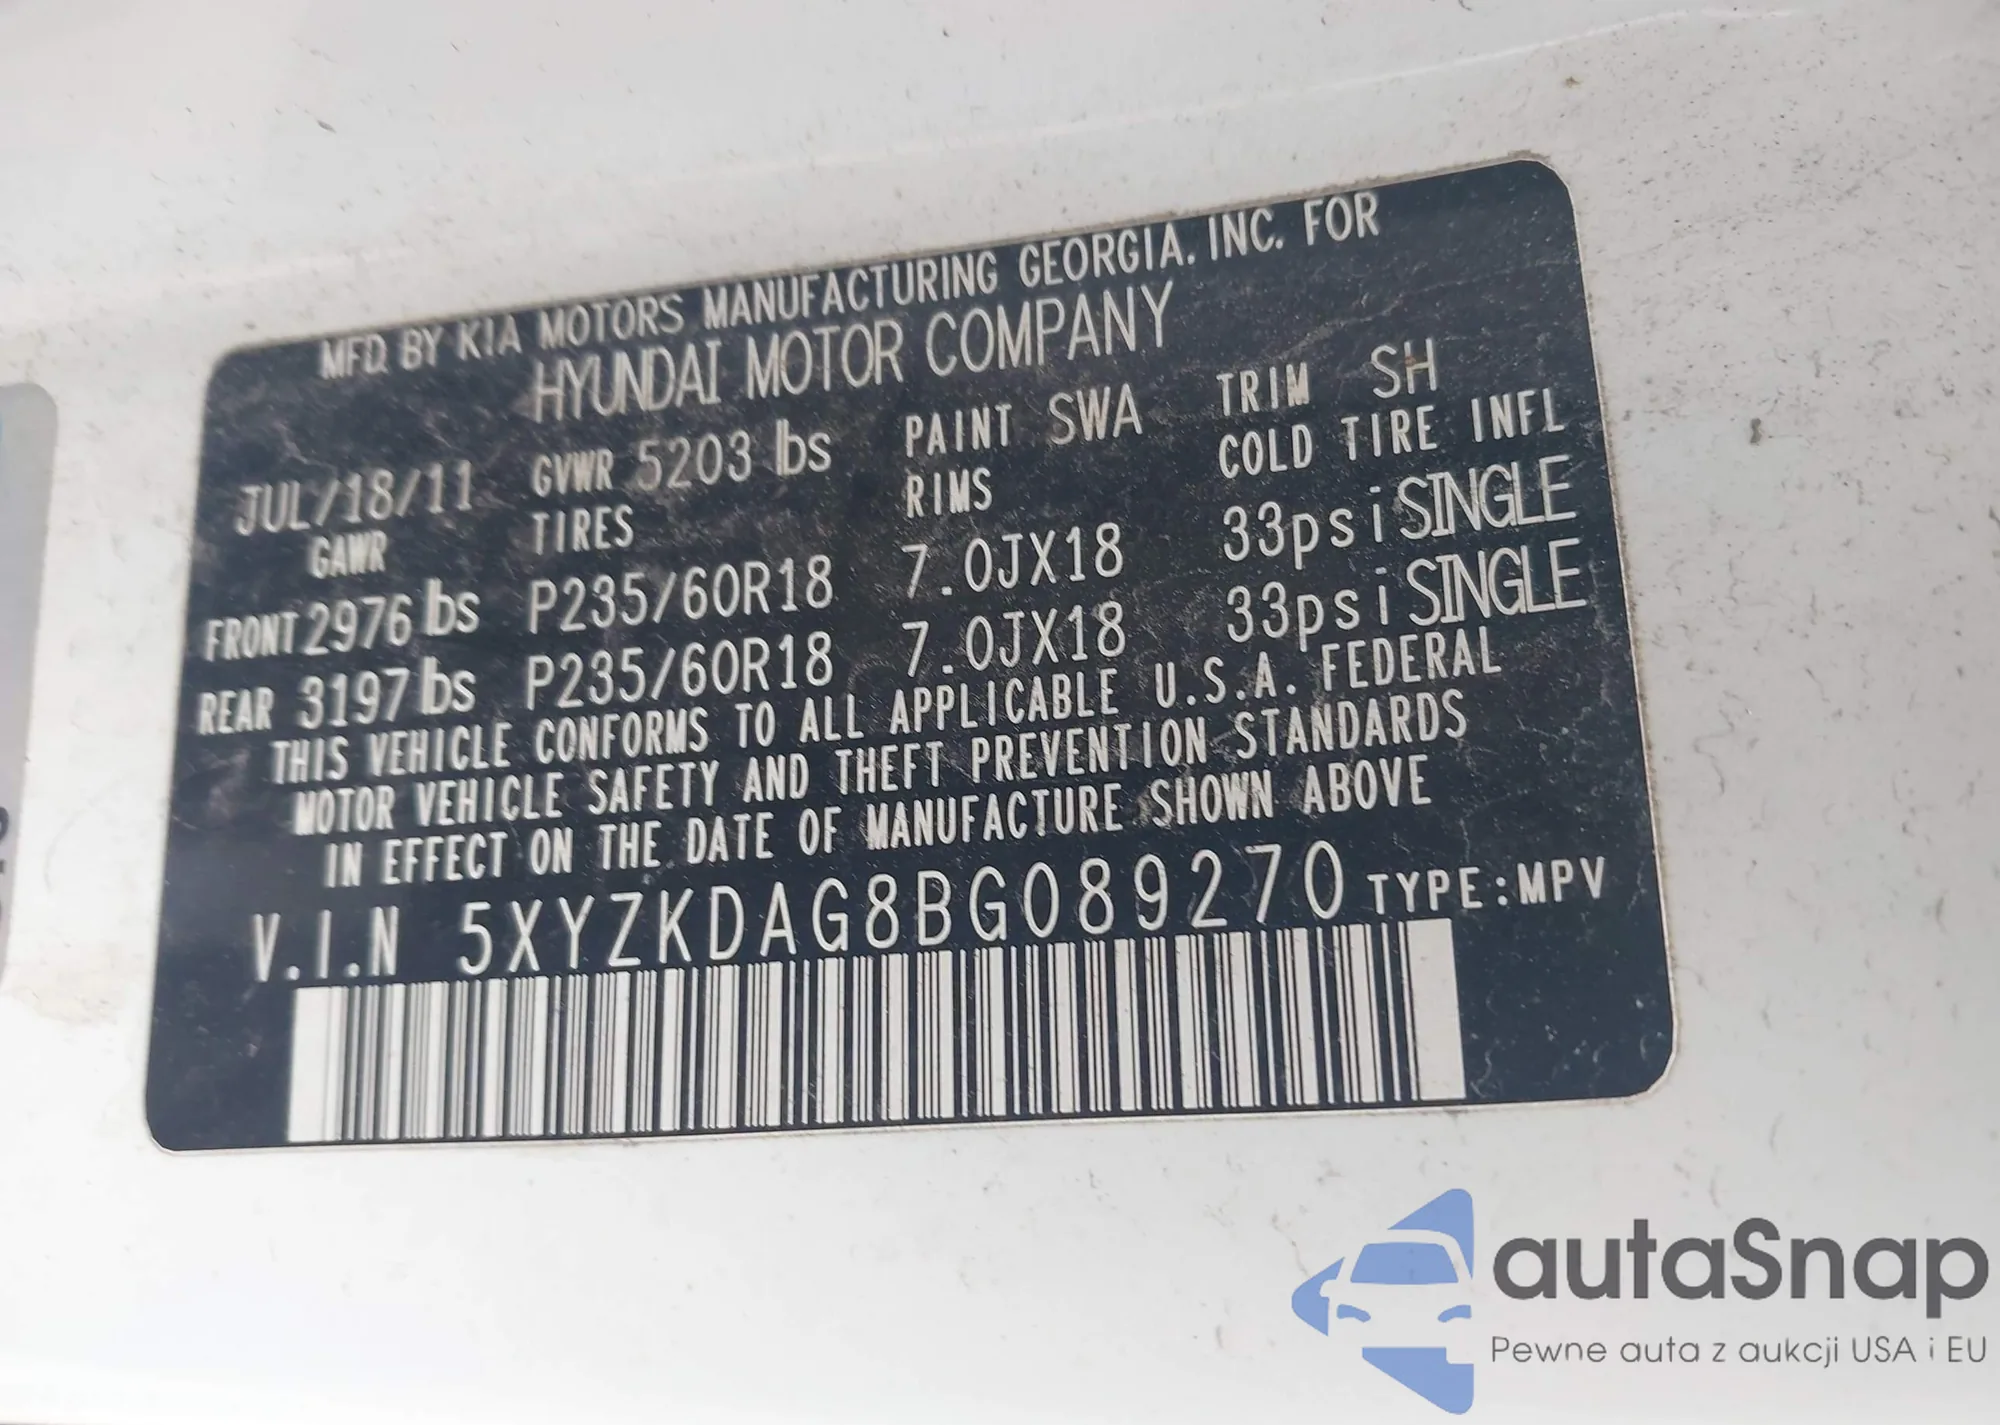 MFD. BY KIA MOTORS MANUFACTURING GEORGIA. INC. FOR
HYUNDAI MOTOR COMPANY
JUL/18/11 GVWR 5203 lbs PAINT SWA TRIM SH
GAWR TIRES RIMS COLD TIRE INFL
FRONT 2976 lbs P235/60R18 7.0JX18 33psi SINGLE
REAR 3197 lbs P235/60R18 7.0JX18 33psi SINGLE
THIS VEHICLE CONFORMS TO ALL APPLICABLE U.S.A. FEDERAL
MOTOR VEHICLE SAFETY AND THEFT PREVENTION STANDARDS
IN EFFECT ON THE DATE OF MANUFACTURE SHOWN ABOVE
V.I.N 5XYZKDAG8BG089270 TYPE:MPV
autaSnap
Pewne auta z aukcji USA i EU